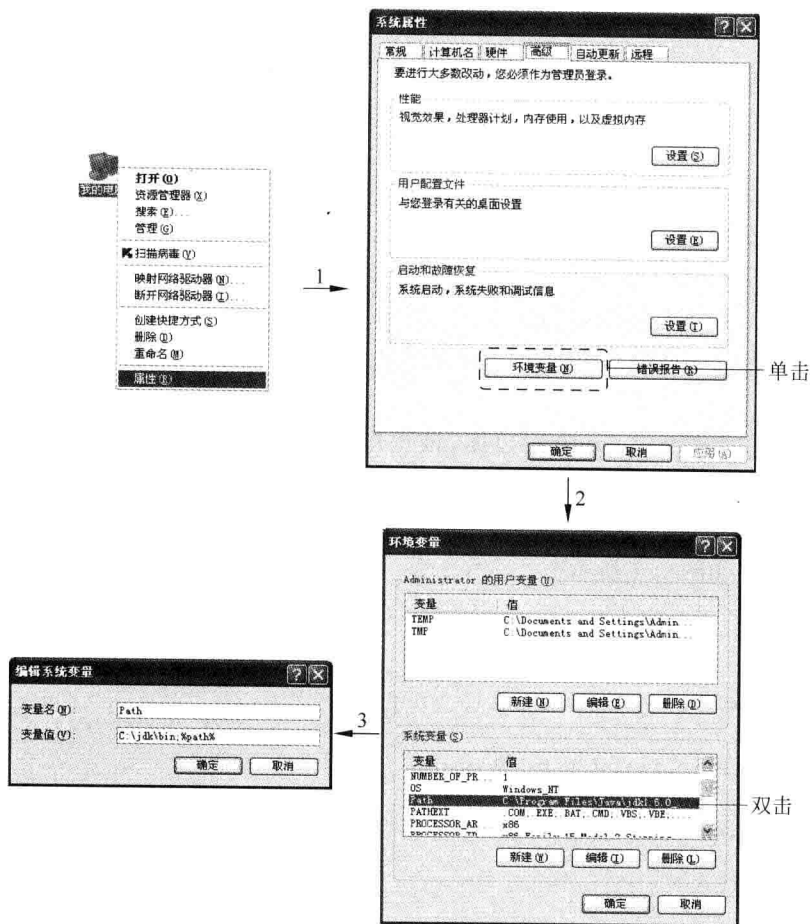 系统属性
常规 计算机名 硬件 高级 自动更新 远程
要进行大多数改动，您必须作为管理员登录。
性能
视觉效果，处理器计划，内存使用，以及虚拟内存
设置(S)
用户配置文件
与您登录有关的桌面设置
设置(E)
启动和故障恢复
系统启动，系统失败和调试信息
设置(T)
环境变量(N) 错误报告(R)
单击
确定 取消 应用(A)
我的电脑
打开(O)
资源管理器(X)
搜索(E)...
管理(G)
扫描病毒(V)
映射网络驱动器(N)...
断开网络驱动器(I)...
创建快捷方式(S)
删除(D)
重命名(M)
属性(R)
1
2
环境变量
Administrator 的用户变量(U)
变量 值
TEMP C:\Documents and Settings\Admin...
TMP C:\Documents and Settings\Admin...
新建(N) 编辑(E) 删除(D)
系统变量(S)
变量 值
NUMBER_OF_PR... 1
OS Windows_NT
Path C:\Program Files\Java\jdk1.6.0_...
PATHEXT .COM;.EXE;.BAT;.CMD;.VBS;.VBE;...
PROCESSOR_AR... x86
双击
新建(W) 编辑(I) 删除(L)
确定 取消
3
编辑系统变量
变量名(N): Path
变量值(V): C:\jdk\bin;%path%
确定 取消